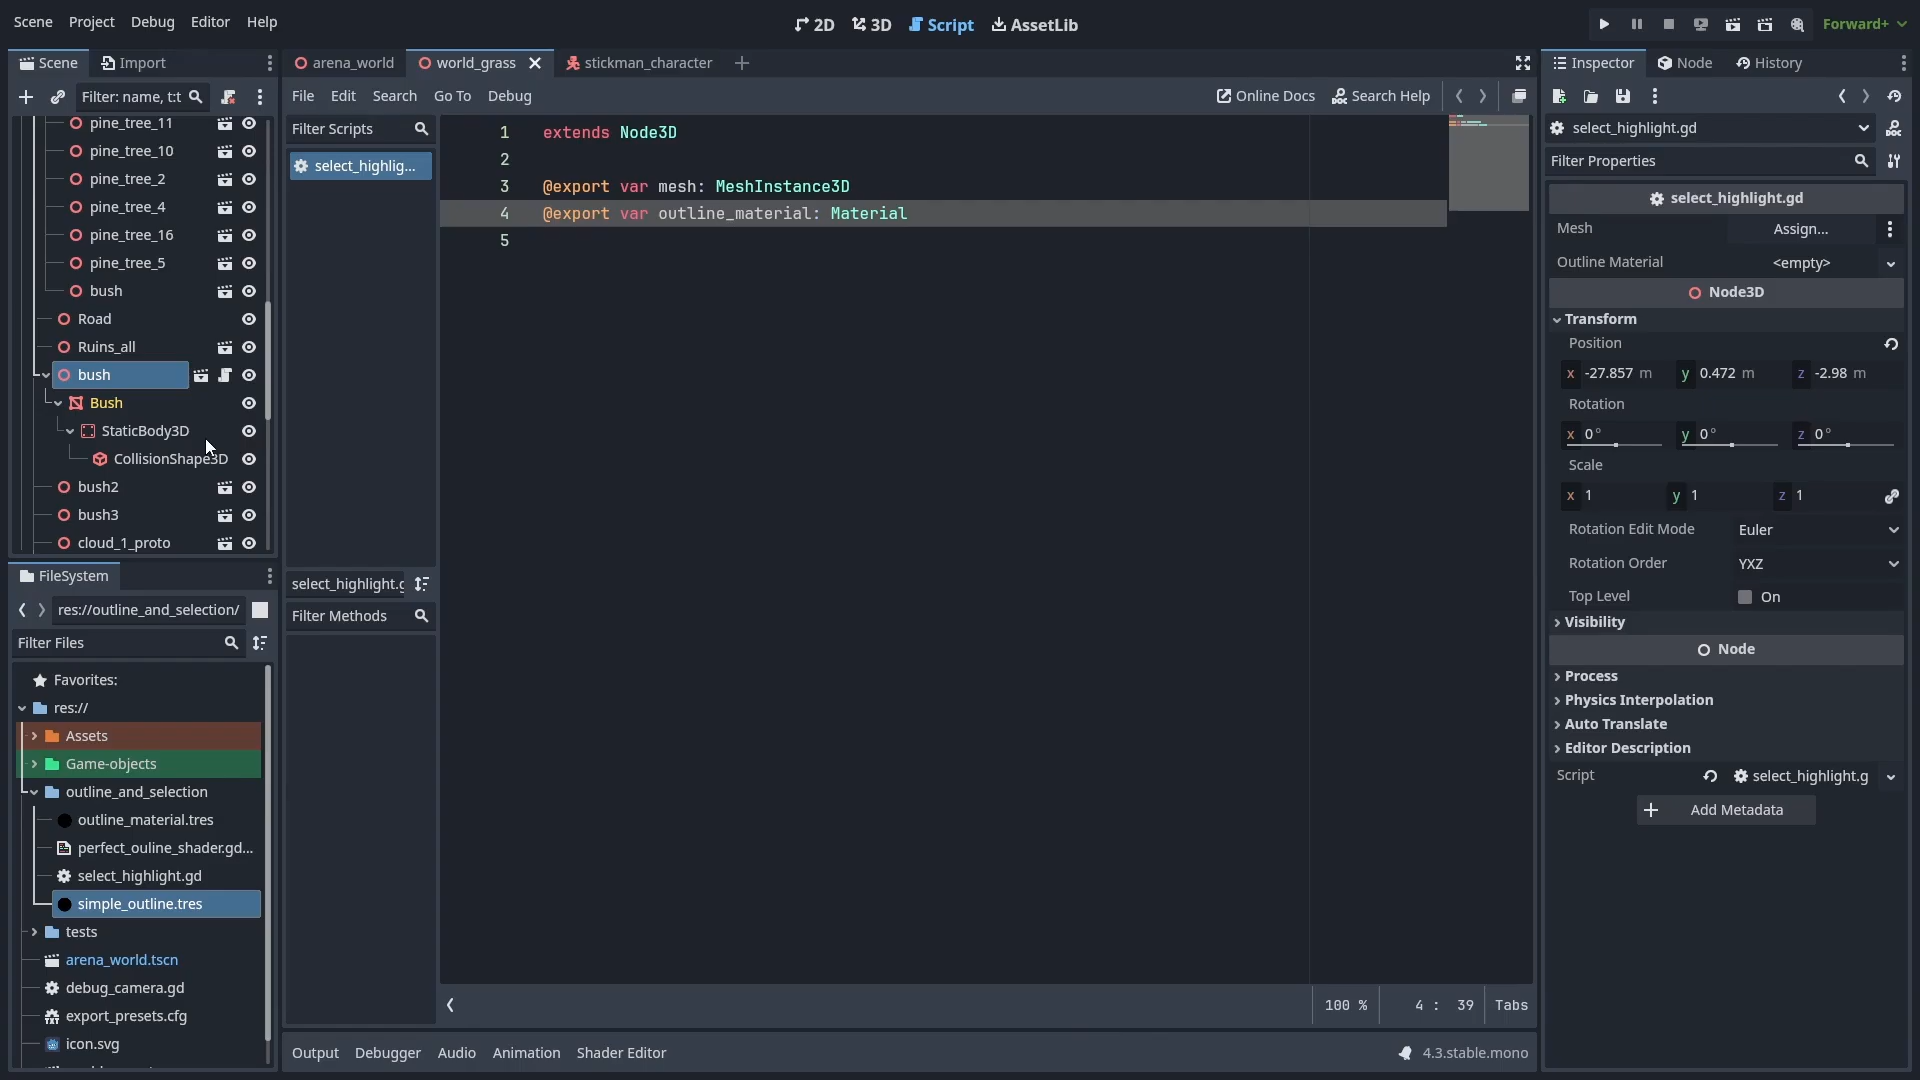 Scene Project Debug Editor Help
2D 3D Script AssetLib
Forward+
Scene Import
Filter: name, t:t
pine_tree_11
pine_tree_10
pine_tree_2
pine_tree_4
pine_tree_16
pine_tree_5
bush
Road
Ruins_all
bush
Bush
StaticBody3D
CollisionShape3D
bush2
bush3
cloud_1_proto
FileSystem
res://outline_and_selection/
Filter Files
Favorites:
res://
Assets
Game-objects
outline_and_selection
outline_material.tres
perfect_ouline_shader.gd...
select_highlight.gd
simple_outline.tres
tests
arena_world.tscn
debug_camera.gd
export_presets.cfg
icon.svg
arena_world world_grass stickman_character
File Edit Search Go To Debug
Online Docs Search Help
Filter Scripts
select_highlig...
select_highlight.g
Filter Methods
1 extends Node3D
2
3 @export var mesh: MeshInstance3D
4 @export var outline_material: Material
5
100 % 4 : 39 Tabs
Output Debugger Audio Animation Shader Editor
4.3.stable.mono
Inspector Node History
select_highlight.gd
Filter Properties
select_highlight.gd
Mesh Assign...
Outline Material <empty>
Node3D
Transform
Position
x -27.857 m y 0.472 m z -2.98 m
Rotation
x 0° y 0° z 0°
Scale
x 1 y 1 z 1
Rotation Edit Mode Euler
Rotation Order YXZ
Top Level On
Visibility
Node
Process
Physics Interpolation
Auto Translate
Editor Description
Script select_highlight.g
Add Metadata